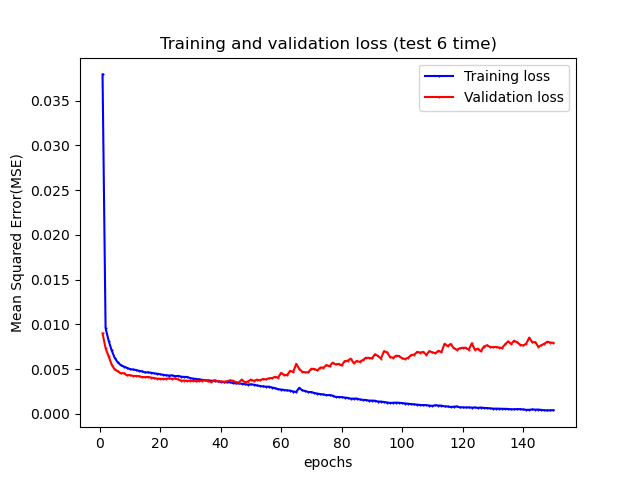 Training and validation loss (test 6 time)
Training loss
Validation loss
Mean Squared Error(MSE)
0.035
0.030
0.025
0.020
0.015
0.010
0.005
0.000
0 20 40 60 80 100 120 140
epochs